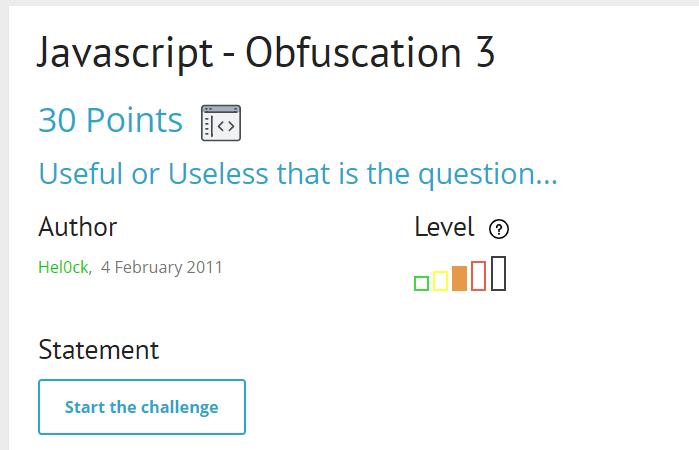 Javascript - Obfuscation 3
30 Points
Useful or Useless that is the question...
Author
Level ?
Hel0ck, 4 February 2011
Statement
Start the challenge